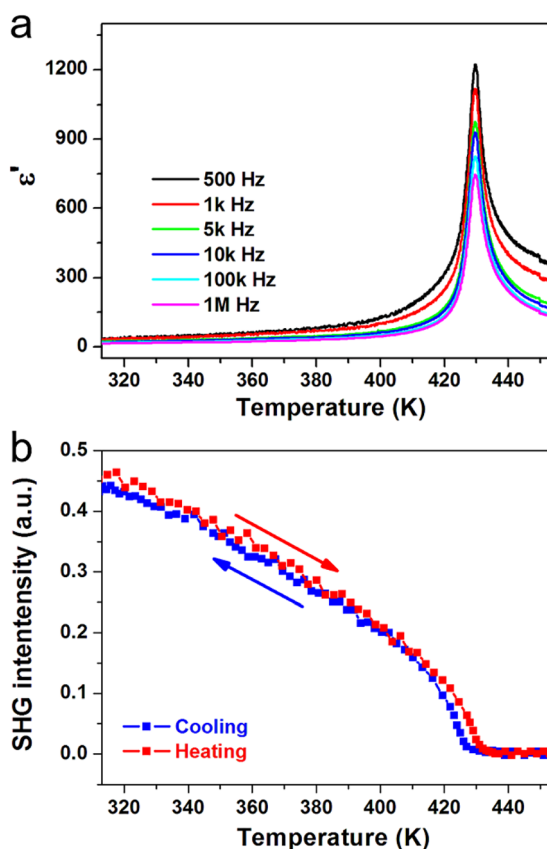 a
1200
900
600
300
0
ε'
500 Hz
1k Hz
5k Hz
10k Hz
100k Hz
1M Hz
320 340 360 380 400 420 440
Temperature (K)
b
0.5
0.4
0.3
0.2
0.1
0.0
SHG intentensity (a.u.)
Cooling
Heating
320 340 360 380 400 420 440
Temperature (K)